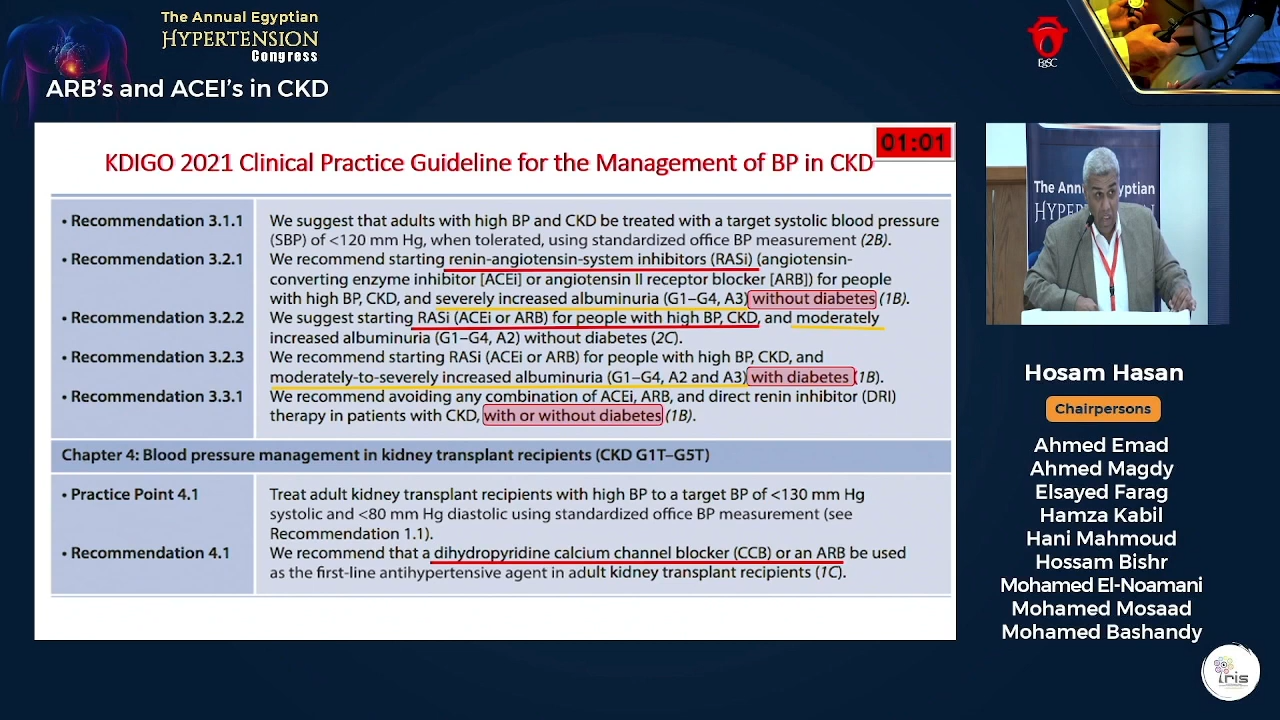 The Annual Egyptian
HYPERTENSION
Congress
ARB's and ACEI's in CKD
EgSC
01:01
KDIGO 2021 Clinical Practice Guideline for the Management of BP in CKD
• Recommendation 3.1.1 We suggest that adults with high BP and CKD be treated with a target systolic blood pressure
(SBP) of <120 mm Hg, when tolerated, using standardized office BP measurement (2B).
• Recommendation 3.2.1 We recommend starting renin-angiotensin-system inhibitors (RASi) (angiotensin-
converting enzyme inhibitor [ACEi] or angiotensin II receptor blocker [ARB]) for people
with high BP, CKD, and severely increased albuminuria (G1–G4, A3) without diabetes (1B).
• Recommendation 3.2.2 We suggest starting RASi (ACEi or ARB) for people with high BP, CKD, and moderately
increased albuminuria (G1–G4, A2) without diabetes (2C).
• Recommendation 3.2.3 We recommend starting RASi (ACEi or ARB) for people with high BP, CKD, and
moderately-to-severely increased albuminuria (G1–G4, A2 and A3) with diabetes (1B).
• Recommendation 3.3.1 We recommend avoiding any combination of ACEi, ARB, and direct renin inhibitor (DRI)
therapy in patients with CKD, with or without diabetes (1B).
Chapter 4: Blood pressure management in kidney transplant recipients (CKD G1T–G5T)
• Practice Point 4.1 Treat adult kidney transplant recipients with high BP to a target BP of <130 mm Hg
systolic and <80 mm Hg diastolic using standardized office BP measurement (see
Recommendation 1.1).
• Recommendation 4.1 We recommend that a dihydropyridine calcium channel blocker (CCB) or an ARB be used
as the first-line antihypertensive agent in adult kidney transplant recipients (1C).
The Egyptian
Hosam Hasan
Chairpersons
Ahmed Emad
Ahmed Magdy
Elsayed Farag
Hamza Kabil
Hani Mahmoud
Hossam Bishr
Mohamed El-Noamani
Mohamed Mosaad
Mohamed Bashandy
iris